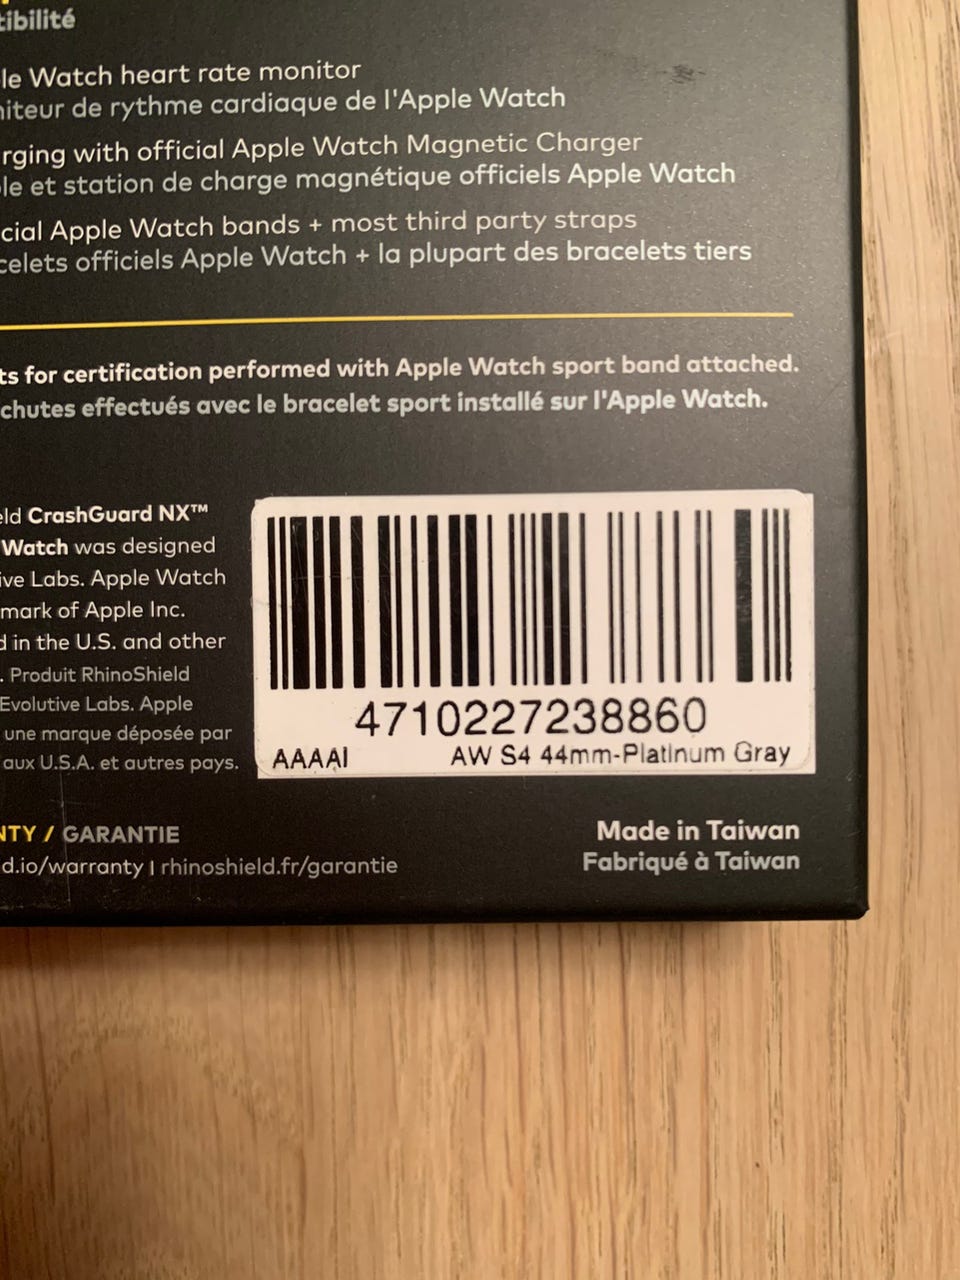 tibilité
le Watch heart rate monitor
niteur de rythme cardiaque de l'Apple Watch
rging with official Apple Watch Magnetic Charger
le et station de charge magnétique officiels Apple Watch
cial Apple Watch bands + most third party straps
celets officiels Apple Watch + la plupart des bracelets tiers
ts for certification performed with Apple Watch sport band attached.
chutes effectués avec le bracelet sport installé sur l'Apple Watch.
eld CrashGuard NX™
Watch was designed
ive Labs. Apple Watch
mark of Apple Inc.
d in the U.S. and other
. Produit RhinoShield
Evolutive Labs. Apple
une marque déposée par
aux U.S.A. et autres pays.
4710227238860
AAAAI AW S4 44mm-Platinum Gray
NTY / GARANTIE
d.io/warranty | rhinoshield.fr/garantie
Made in Taiwan
Fabriqué à Taiwan